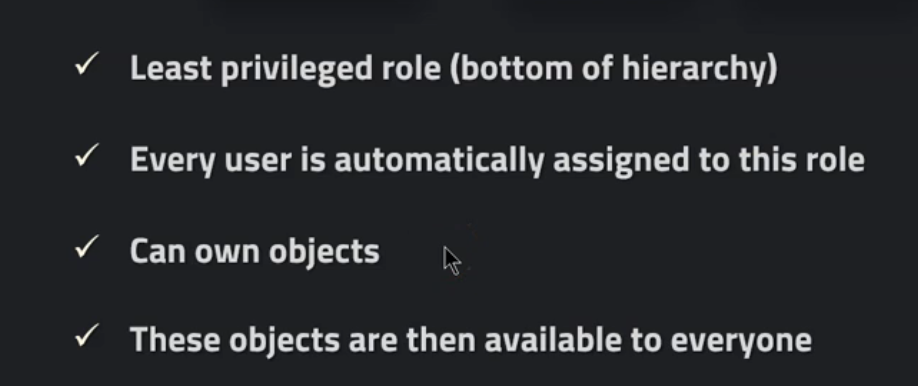 ✓ Least privileged role (bottom of hierarchy)
✓ Every user is automatically assigned to this role
✓ Can own objects
✓ These objects are then available to everyone